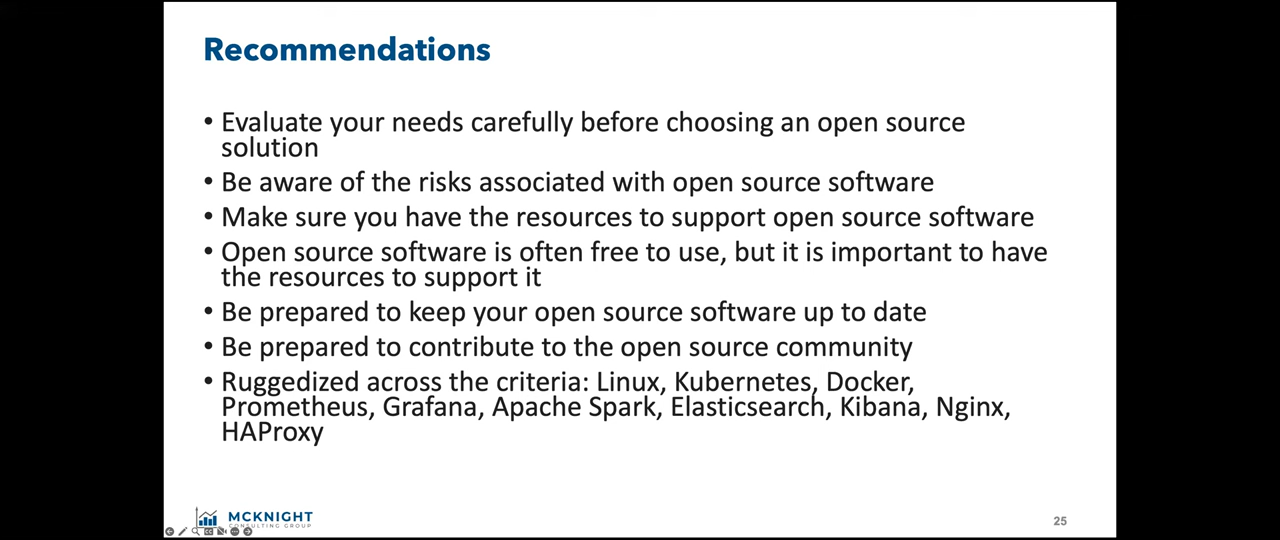 Recommendations
• Evaluate your needs carefully before choosing an open source
solution
• Be aware of the risks associated with open source software
• Make sure you have the resources to support open source software
• Open source software is often free to use, but it is important to have
the resources to support it
• Be prepared to keep your open source software up to date
• Be prepared to contribute to the open source community
• Ruggedized across the criteria: Linux, Kubernetes, Docker,
Prometheus, Grafana, Apache Spark, Elasticsearch, Kibana, Nginx,
HAProxy
MCKNIGHT
CONSULTING GROUP
25